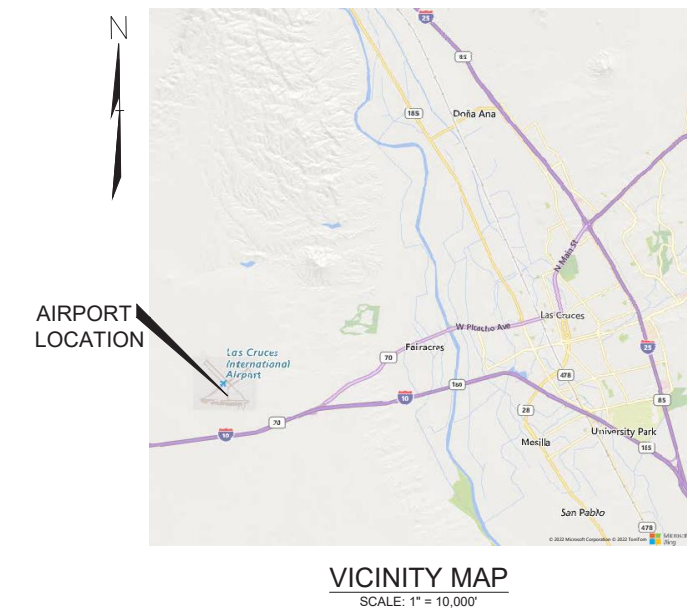 N
25
85
185
Doña Ana
N Main St
AIRPORT
LOCATION
Las Cruces
W Picacho Ave
Fairacres
70
25
Las Cruces
International
Airport
478
160
10
85
28
University Park
70
10
Mesilla
185
San Pablo
478
© 2022 Microsoft Corporation © 2022 TomTom
Microsoft
Bing
VICINITY MAP
SCALE: 1" = 10,000'